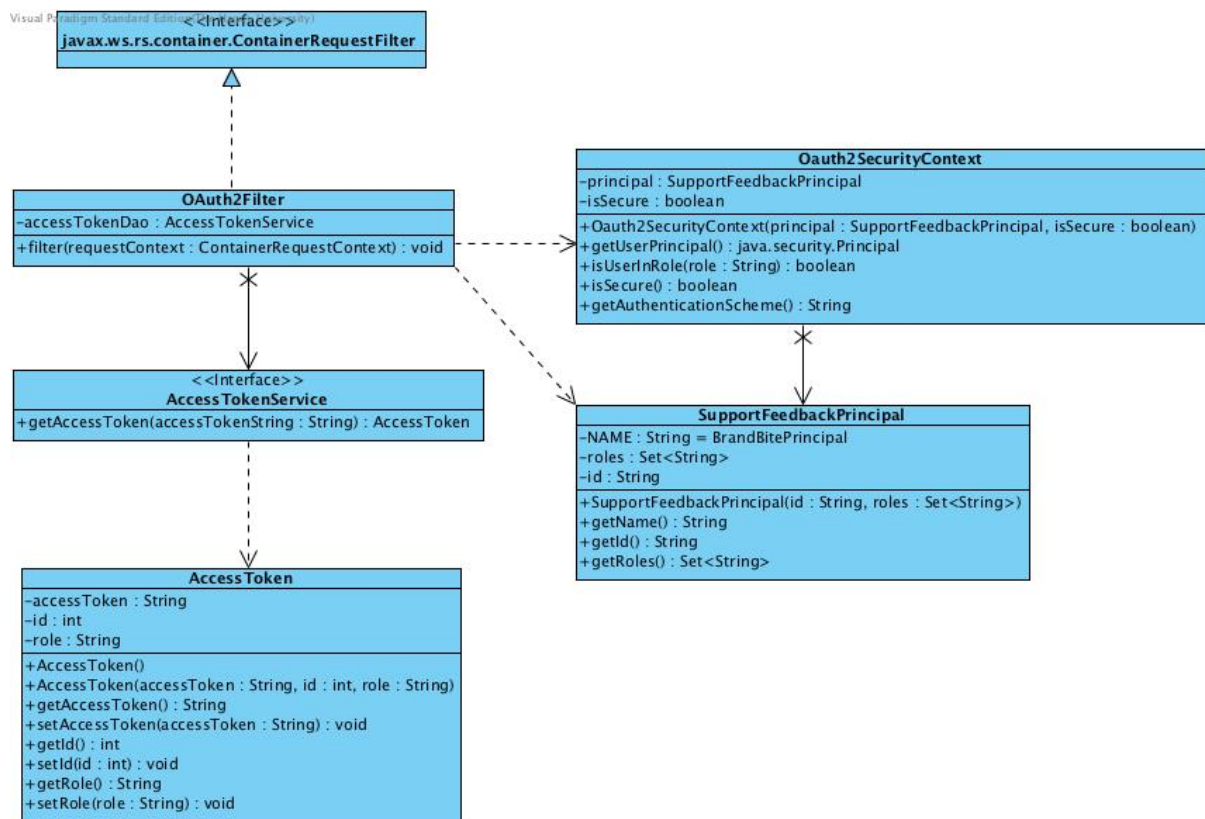 Visual Paradigm Standard Edition
<<Interface>>
javax.ws.rs.container.ContainerRequestFilter
OAuth2Filter
-accessTokenDao : AccessTokenService
+filter(requestContext : ContainerRequestContext) : void
Oauth2SecurityContext
-principal : SupportFeedbackPrincipal
-isSecure : boolean
+Oauth2SecurityContext(principal : SupportFeedbackPrincipal, isSecure : boolean)
+getUserPrincipal() : java.security.Principal
+isUserInRole(role : String) : boolean
+isSecure() : boolean
+getAuthenticationScheme() : String
<<Interface>>
AccessTokenService
+getAccessToken(accessTokenString : String) : AccessToken
SupportFeedbackPrincipal
-NAME : String = BrandBitePrincipal
-roles : Set<String>
-id : String
+SupportFeedbackPrincipal(id : String, roles : Set<String>)
+getName() : String
+getId() : String
+getRoles() : Set<String>
AccessToken
-accessToken : String
-id : int
-role : String
+AccessToken()
+AccessToken(accessToken : String, id : int, role : String)
+getAccessToken() : String
+setAccessToken(accessToken : String) : void
+getId() : int
+setId(id : int) : void
+getRole() : String
+setRole(role : String) : void